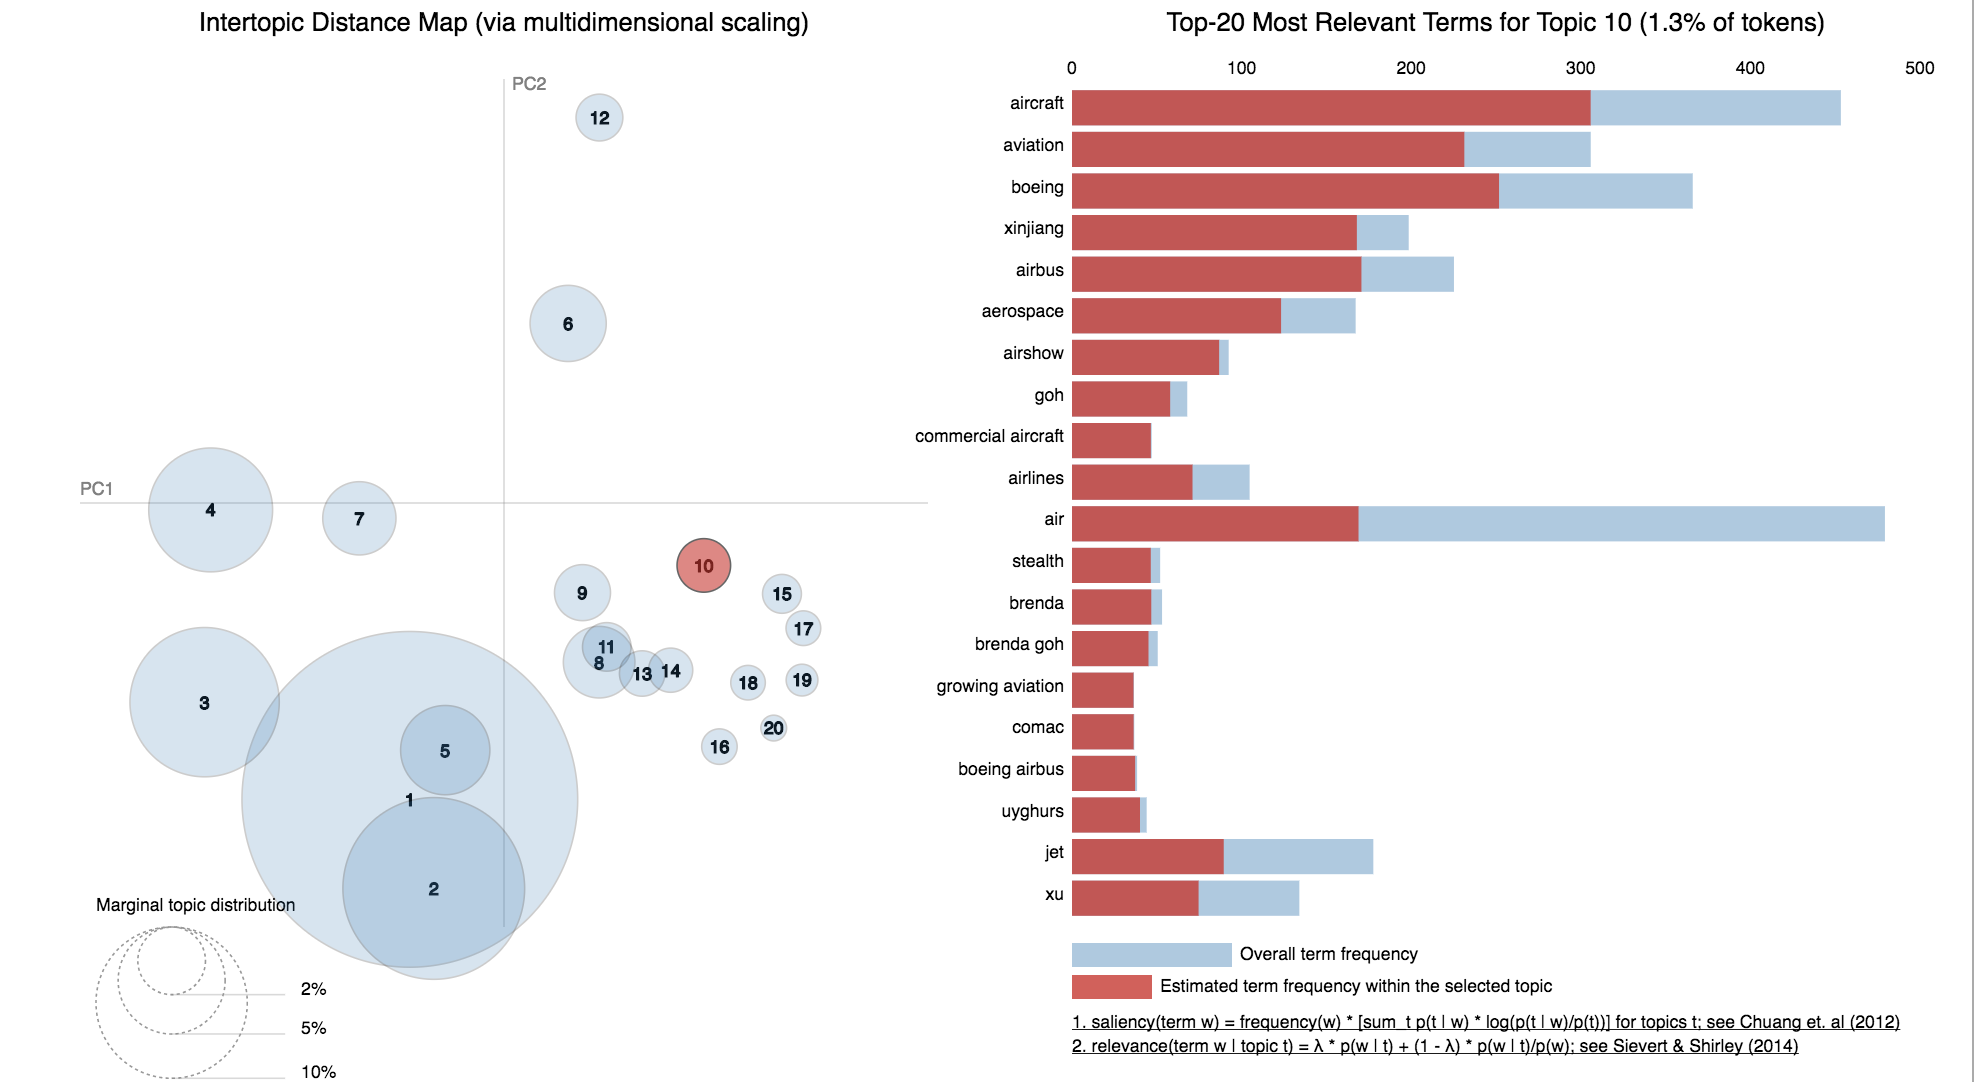 Intertopic Distance Map (via multidimensional scaling)
PC2
PC1
12
6
4
7
10
9
15
17
11
8
13
14
18
19
3
5
20
16
1
2
Marginal topic distribution
2%
5%
10%
Top-20 Most Relevant Terms for Topic 10 (1.3% of tokens)
0 100 200 300 400 500
aircraft
aviation
boeing
xinjiang
airbus
aerospace
airshow
goh
commercial aircraft
airlines
air
stealth
brenda
brenda goh
growing aviation
comac
boeing airbus
uyghurs
jet
xu
Overall term frequency
Estimated term frequency within the selected topic
1. saliency(term w) = frequency(w) * [sum_t p(t | w) * log(p(t | w)/p(t))] for topics t; see Chuang et. al (2012)
2. relevance(term w | topic t) = λ * p(w | t) + (1 - λ) * p(w | t)/p(w); see Sievert & Shirley (2014)